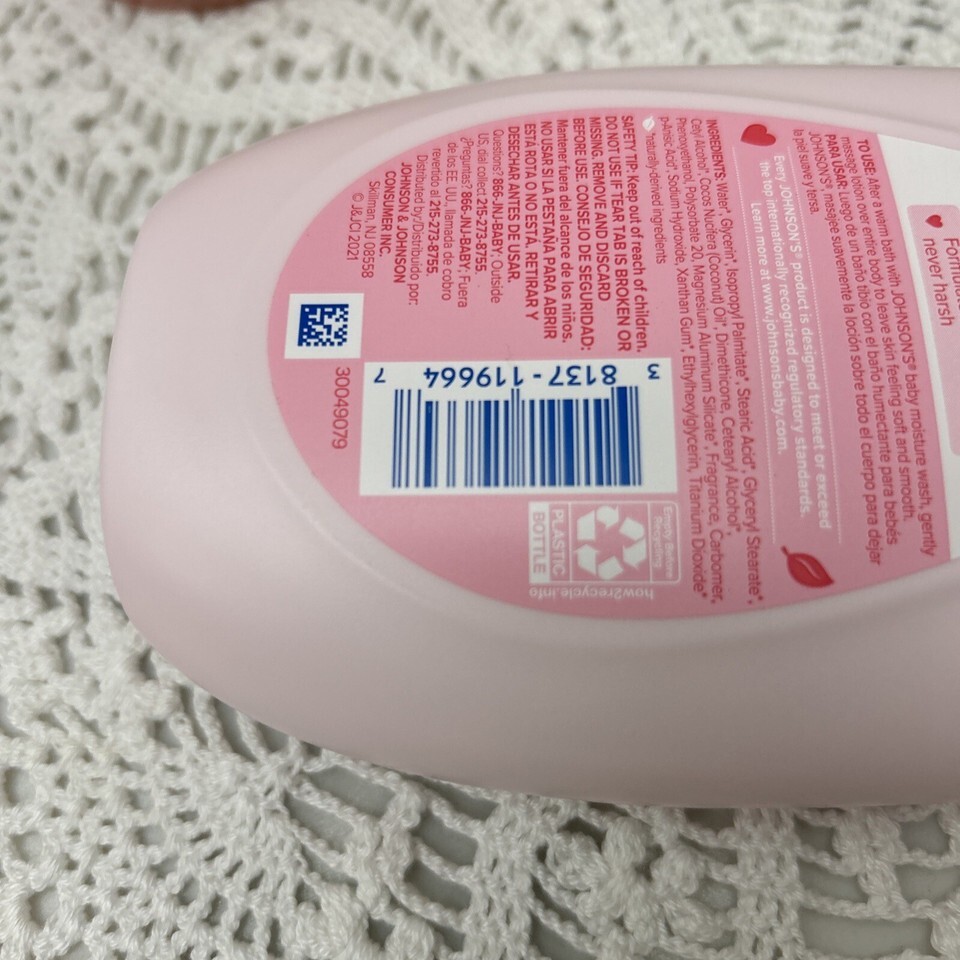 Formulate
never harsh
TO USE: After a warm bath with JOHNSON'S® baby moisture wash, gently
massage lotion over entire body to leave skin feeling soft and smooth.
PARA USAR: Luego de un baño tibio con el baño humectante para bebés
JOHNSON'S®, masajee suavemente la loción sobre todo el cuerpo para dejar
la piel suave y tersa.
Every JOHNSON'S® product is designed to meet or exceed
the top internationally recognized regulatory standards.
Learn more at www.johnsonsbaby.com.
INGREDIENTS: Water*, Glycerin*, Isopropyl Palmitate*, Stearic Acid*, Glyceryl Stearate*,
Cetyl Alcohol*, Cocos Nucifera (Coconut) Oil*, Dimethicone, Cetearyl Alcohol*,
Phenoxyethanol, Polysorbate 20, Magnesium Aluminum Silicate*, Fragrance, Carbomer,
p-Anisic Acid*, Sodium Hydroxide, Xanthan Gum*, Ethylhexylglycerin, Titanium Dioxide*
*naturally-derived ingredients
SAFETY TIP: Keep out of reach of children.
DO NOT USE IF TEAR TAB IS BROKEN OR
MISSING. REMOVE AND DISCARD
BEFORE USE. CONSEJO DE SEGURIDAD:
Mantener fuera del alcance de los niños.
NO USAR SI LA PESTAÑA PARA ABRIR
ESTÁ ROTA O NO ESTÁ. RETIRAR Y
DESECHAR ANTES DE USAR.
Questions? 866-JNJ-BABY; Outside
US, dial collect 215-273-8755.
¿Preguntas? 866-JNJ-BABY; Fuera
de los EE. UU., llamada de cobro
revertido al 215-273-8755.
Distributed by:/Distribuido por:
JOHNSON & JOHNSON
CONSUMER INC.
Skillman, NJ 08558
© J&JCI 2021
30049079
3 8137-119664 7
how2recycle.info
Empty Before
Recycling
PLASTIC
BOTTLE